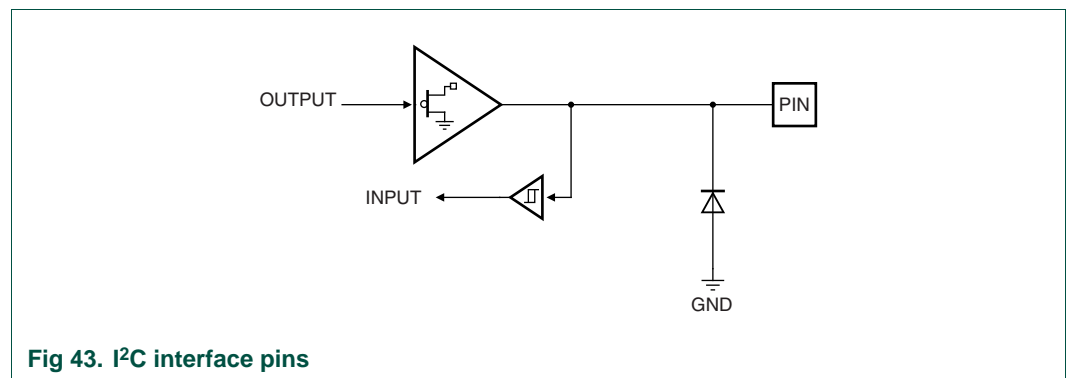 OUTPUT
PIN
INPUT
GND
Fig 43. I²C interface pins